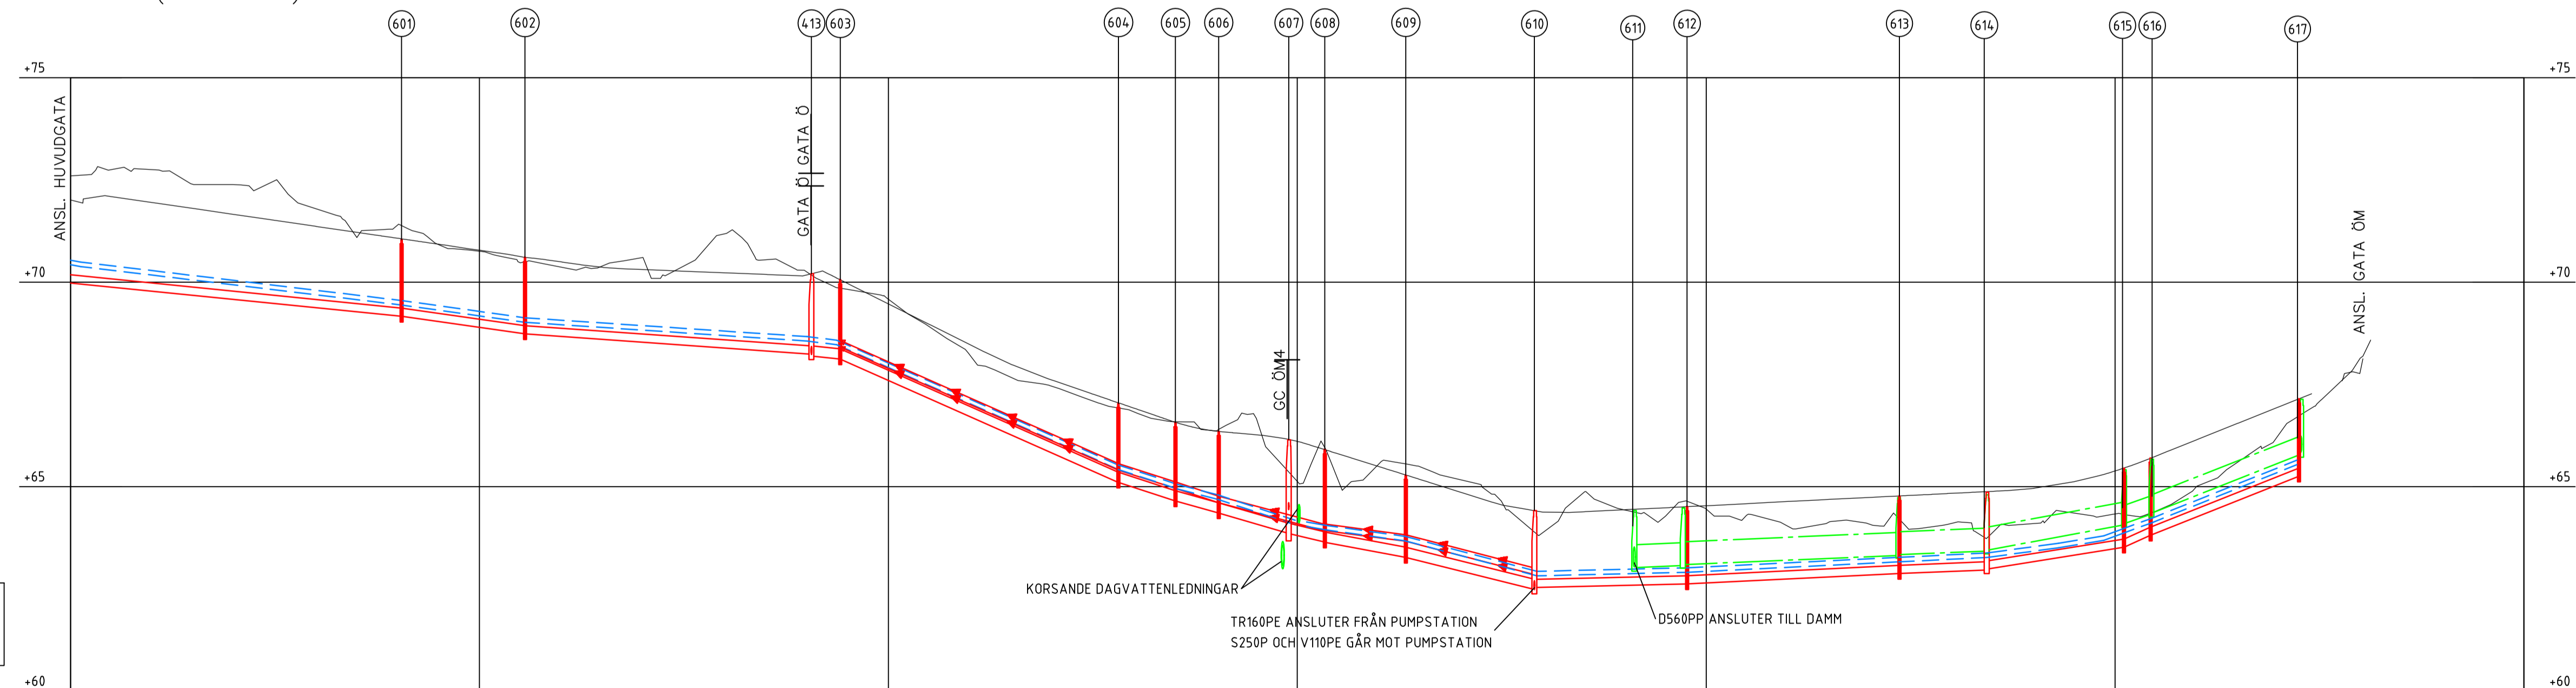 601
602
413
603
604
605
606
607
608
609
610
611
612
613
614
615
616
617
+75
+75
ANSL. HUVUDGATA
GATA Ö
GATA Ö
ANSL. GATA ÖM
+70
+70
GC ÖM4
+65
+65
KORSANDE DAGVATTENLEDNINGAR
TR160PE ANSLUTER FRÅN PUMPSTATION
S250P OCH V110PE GÅR MOT PUMPSTATION
D560PP ANSLUTER TILL DAMM
+60
+60